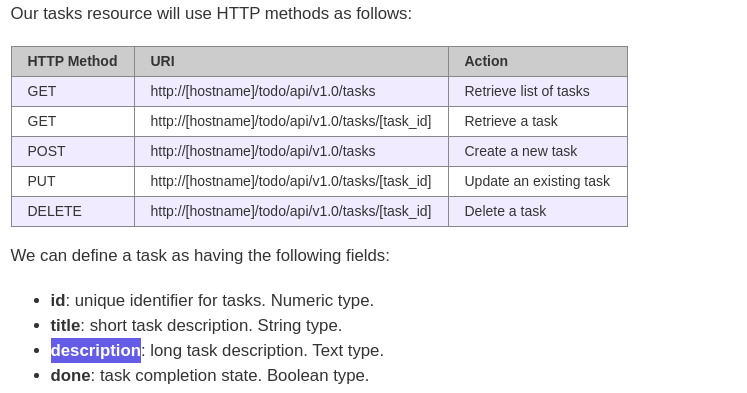 Our tasks resource will use HTTP methods as follows:
HTTP Method URI Action
GET http://[hostname]/todo/api/v1.0/tasks Retrieve list of tasks
GET http://[hostname]/todo/api/v1.0/tasks/[task_id] Retrieve a task
POST http://[hostname]/todo/api/v1.0/tasks Create a new task
PUT http://[hostname]/todo/api/v1.0/tasks/[task_id] Update an existing task
DELETE http://[hostname]/todo/api/v1.0/tasks/[task_id] Delete a task
We can define a task as having the following fields:
• id: unique identifier for tasks. Numeric type.
• title: short task description. String type.
• description: long task description. Text type.
• done: task completion state. Boolean type.